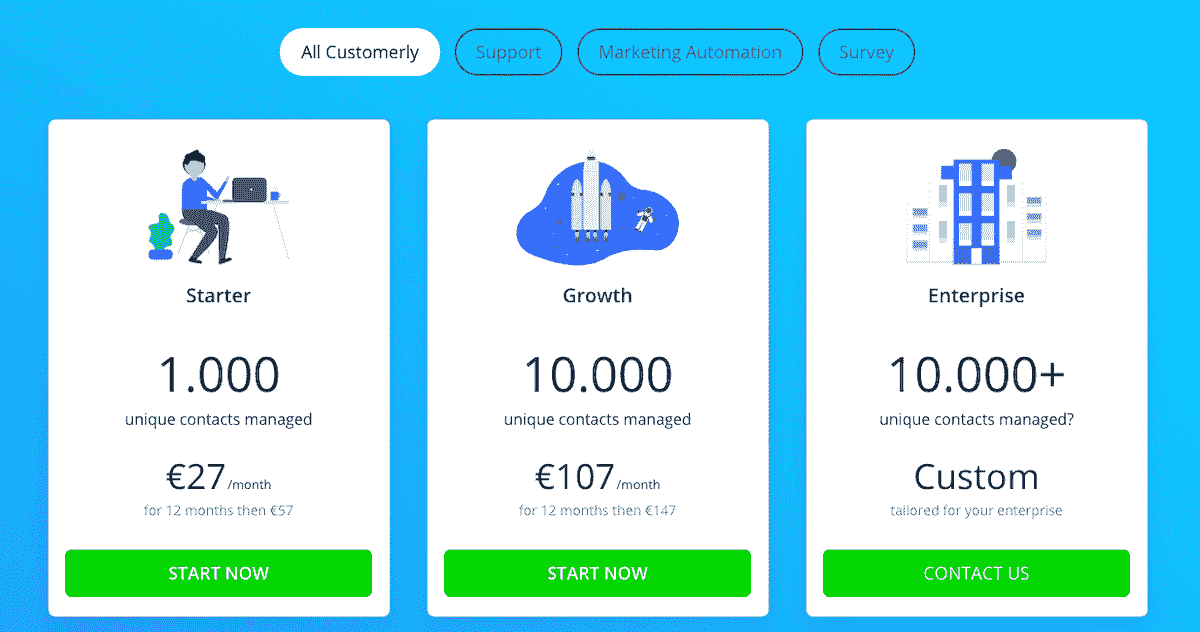 All Customerly
Support
Marketing Automation
Survey
Starter
1.000
unique contacts managed
€27/month
for 12 months then €57
START NOW
Growth
10.000
unique contacts managed
€107/month
for 12 months then €147
START NOW
Enterprise
10.000+
unique contacts managed?
Custom
tailored for your enterprise
CONTACT US